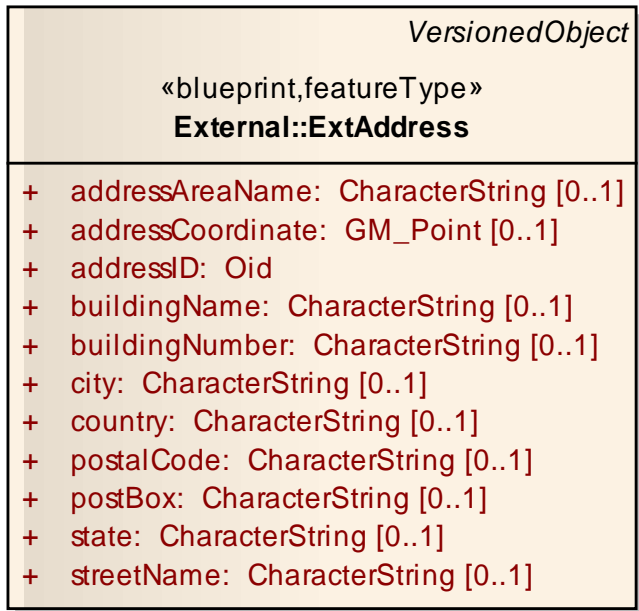 VersionedObject
«blueprint,featureType»
External::ExtAddress
+ addressAreaName: CharacterString [0..1]
+ addressCoordinate: GM_Point [0..1]
+ addressID: Oid
+ buildingName: CharacterString [0..1]
+ buildingNumber: CharacterString [0..1]
+ city: CharacterString [0..1]
+ country: CharacterString [0..1]
+ postalCode: CharacterString [0..1]
+ postBox: CharacterString [0..1]
+ state: CharacterString [0..1]
+ streetName: CharacterString [0..1]